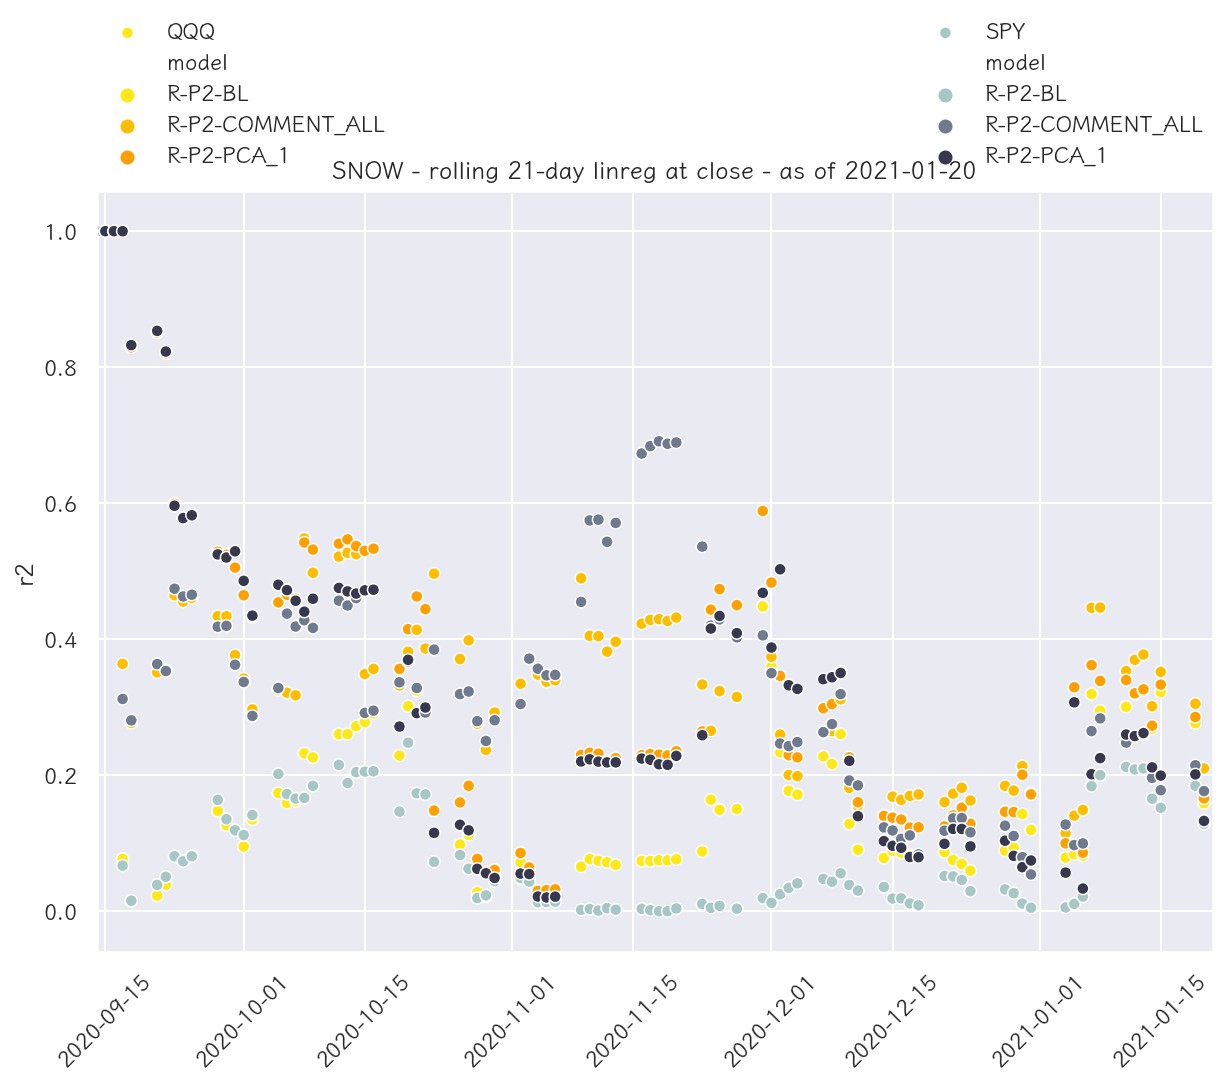 QQQ
model
R-P2-BL
R-P2-COMMENT_ALL
R-P2-PCA_1
SPY
model
R-P2-BL
R-P2-COMMENT_ALL
R-P2-PCA_1
SNOW - rolling 21-day linreg at close - as of 2021-01-20
1.0
0.8
0.6
0.4
0.2
0.0
r2
2020-09-15
2020-10-01
2020-10-15
2020-11-01
2020-11-15
2020-12-01
2020-12-15
2021-01-01
2021-01-15